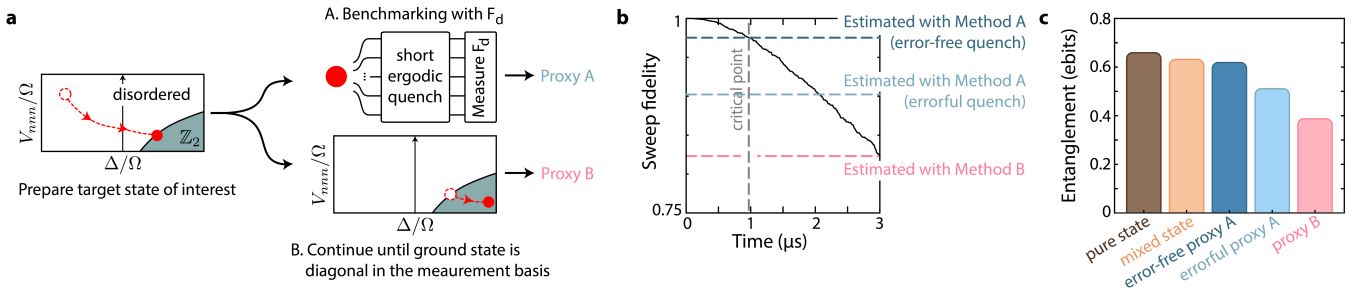 a
A. Benchmarking with F_d
short
ergodic
quench
...
Measure F_d
Proxy A
V_nnn/Ω
disordered
ℤ₂
Δ/Ω
Prepare target state of interest
V_nnn/Ω
Δ/Ω
Proxy B
B. Continue until ground state is
diagonal in the meaurement basis
b
Sweep fidelity
1
0.75
critical point
Estimated with Method A
(error-free quench)
Estimated with Method A
(errorful quench)
Estimated with Method B
0
1
2
3
Time (μs)
c
Entanglement (ebits)
0.8
0.6
0.4
0.2
0
pure state
mixed state
error-free proxy A
errorful proxy A
proxy B